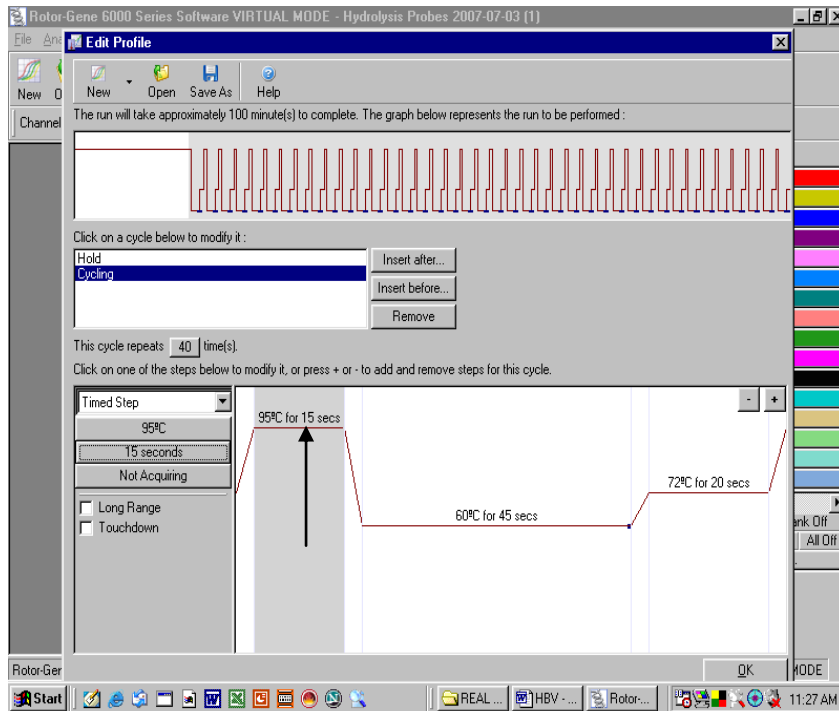 Rotor-Gene 6000 Series Software VIRTUAL MODE - Hydrolysis Probes 2007-07-03 (1)
File
Edit Profile
New
New Open Save As Help
Channel
The run will take approximately 100 minute(s) to complete. The graph below represents the run to be performed :
Click on a cycle below to modify it :
Hold
Cycling
Insert after...
Insert before...
Remove
This cycle repeats 40 time(s).
Click on one of the steps below to modify it, or press + or - to add and remove steps for this cycle.
Timed Step
95ºC
15 seconds
Not Acquiring
Long Range
Touchdown
- +
95ºC for 15 secs
60ºC for 45 secs
72ºC for 20 secs
Off
All Off
OK
MODE
Rotor-Ger
Start
REAL ...
HBV - ...
Rotor-...
11:27 AM